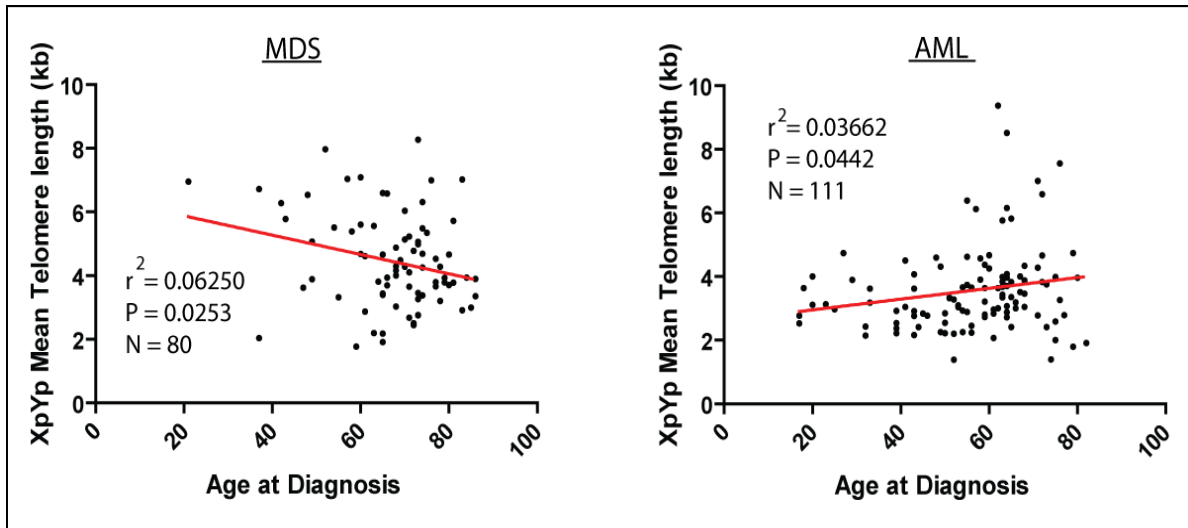 MDS
XpYp Mean Telomere length (kb)
10
8
6
4
2
0
r2 = 0.06250
P = 0.0253
N = 80
0
20
40
60
80
100
Age at Diagnosis
AML
XpYp Mean Telomere length (kb)
10
8
6
4
2
0
r2 = 0.03662
P = 0.0442
N = 111
0
20
40
60
80
100
Age at Diagnosis